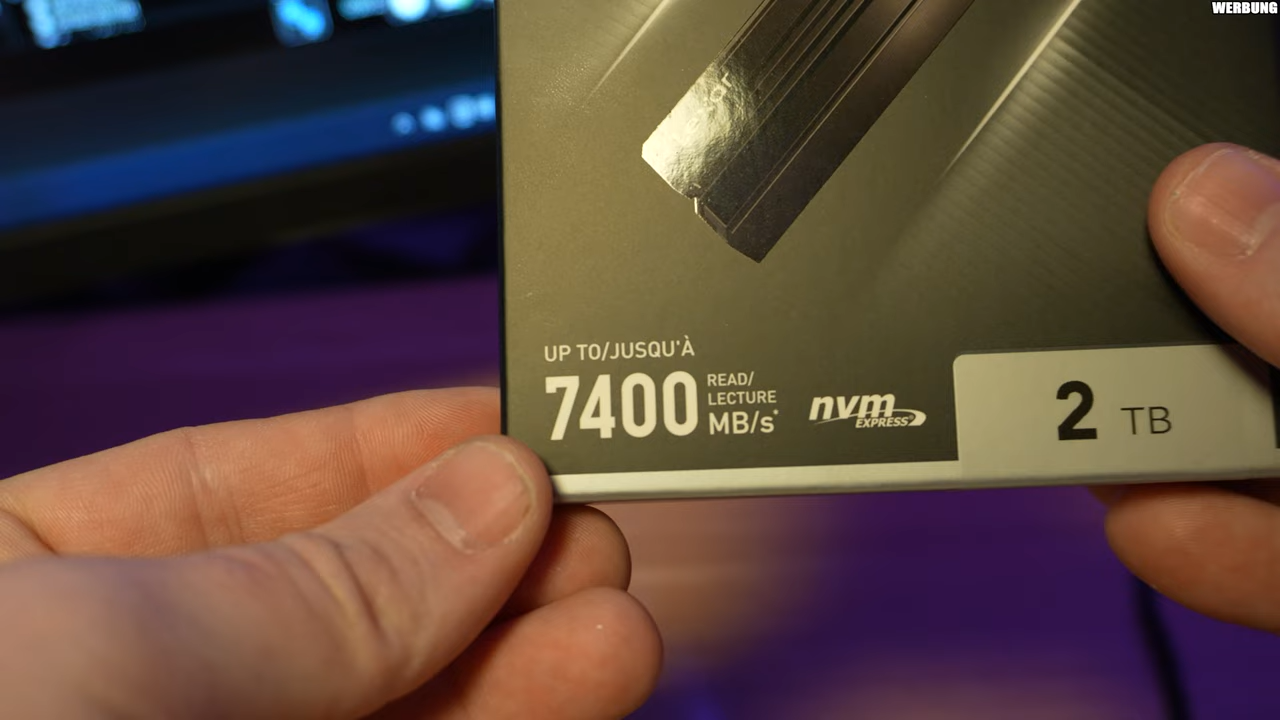 WERBUNG
UP TO/JUSQU'À
7400 READ/
LECTURE
MB/s*
nvm
EXPRESS®
2 TB